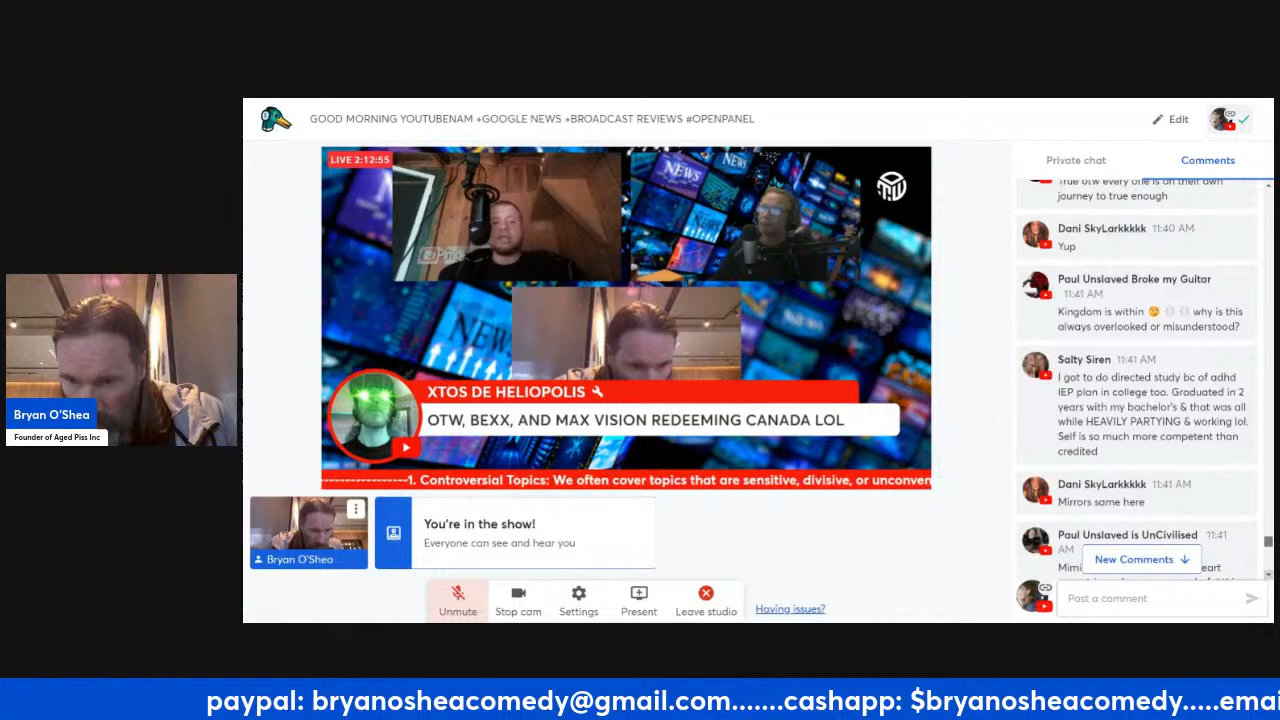 GOOD MORNING YOUTUBENAM +GOOGLE NEWS +BROADCAST REVIEWS #OPENPANEL
Edit
LIVE 2:12:55
NEWS
NEWS
NEWS
NEWS
XTOS DE HELIOPOLIS
OTW, BEXX, AND MAX VISION REDEEMING CANADA LOL
----------------1. Controversial Topics: We often cover topics that are sensitive, divisive, or unconven
Private chat
Comments
True otw every one is on their own
journey to true enough
Dani SkyLarkkkkk 11:40 AM
Yup
Paul Unslaved Broke my Guitar
11:41 AM
Kingdom is within why is this
always overlooked or misunderstood?
Salty Siren 11:41 AM
I got to do directed study bc of adhd
IEP plan in college too. Graduated in 2
years with my bachelor's & that was all
while HEAVILY PARTYING & working lol.
Self is so much more competent than
credited
Dani SkyLarkkkkk 11:41 AM
Mirrors same here
Paul Unslaved is UnCivilised 11:41
AM
New Comments
Post a comment
Bryan O'Shea
Founder of Aged Piss Inc
Bryan O'Shea
You're in the show!
Everyone can see and hear you
Unmute
Stop cam
Settings
Present
Leave studio
Having issues?
paypal: bryanosheacomedy@gmail.com.......cashapp: $bryanosheacomedy.....emai